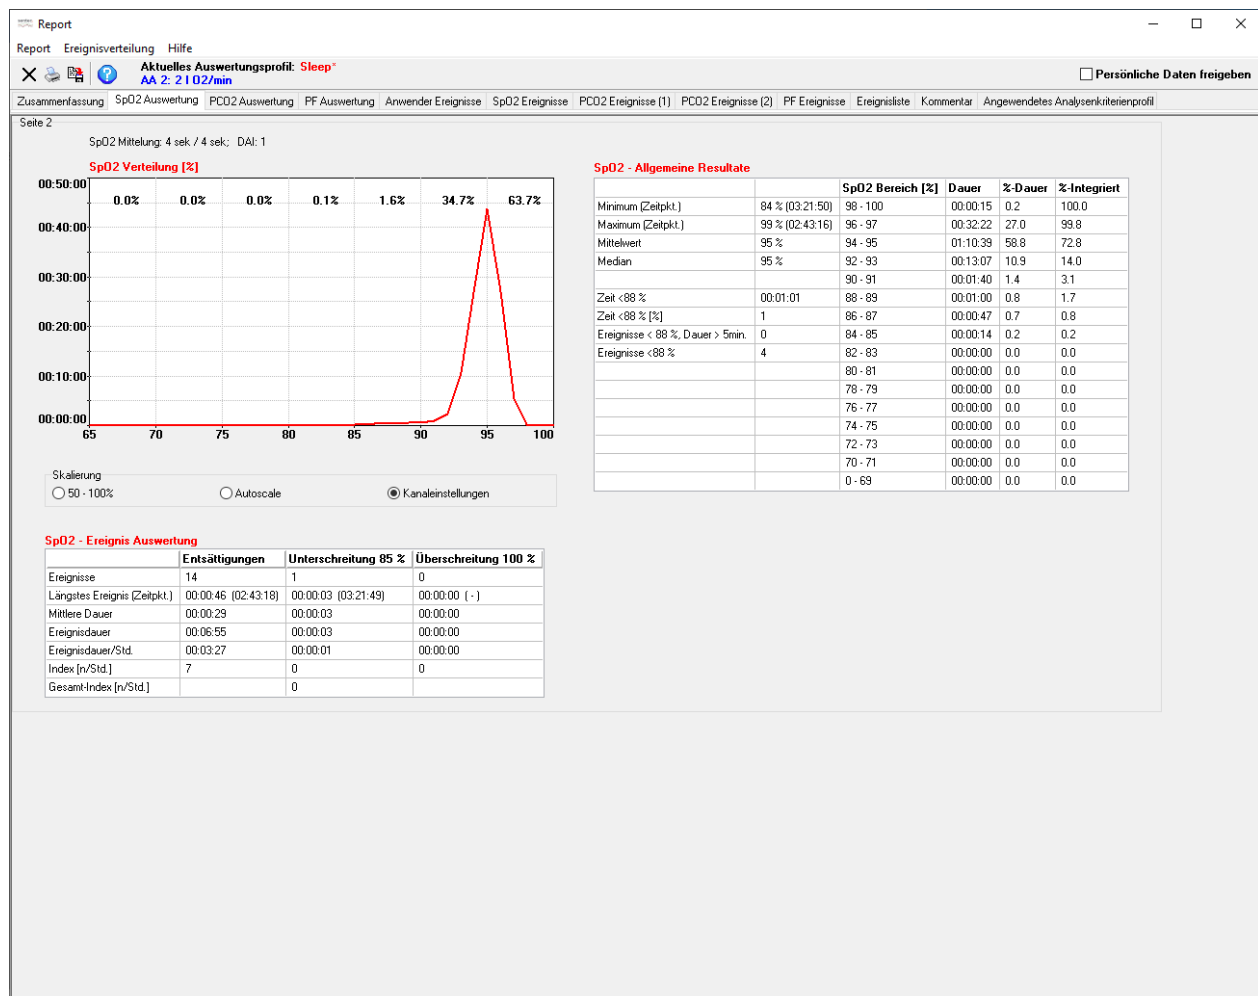 Report
Report Ereignisverteilung Hilfe
Aktuelles Auswertungsprofil: Sleep*
AA 2: 2 l O2/min
Persönliche Daten freigeben
Zusammenfassung SpO2 Auswertung PCO2 Auswertung PF Auswertung Anwender Ereignisse SpO2 Ereignisse PCO2 Ereignisse (1) PCO2 Ereignisse (2) PF Ereignisse Ereignisliste Kommentar Angewendetes Analysenkriterienprofil
Seite 2
SpO2 Mittelung: 4 sek / 4 sek; DAI: 1
SpO2 Verteilung [%]
00:50:00
0.0% 0.0% 0.0% 0.1% 1.6% 34.7% 63.7%
00:40:00
00:30:00
00:20:00
00:10:00
00:00:00
65 70 75 80 85 90 95 100
Skalierung
50 - 100% Autoscale Kanaleinstellungen
SpO2 - Allgemeine Resultate
SpO2 Bereich [%] Dauer %-Dauer %-Integriert
Minimum (Zeitpkt.) 84 % (03:21:50) 98 - 100 00:00:15 0.2 100.0
Maximum (Zeitpkt.) 99 % (02:43:16) 96 - 97 00:32:22 27.0 99.8
Mittelwert 95 % 94 - 95 01:10:39 58.8 72.8
Median 95 % 92 - 93 00:13:07 10.9 14.0
90 - 91 00:01:40 1.4 3.1
Zeit <88 % 00:01:01 88 - 89 00:01:00 0.8 1.7
Zeit <88 % [%] 1 86 - 87 00:00:47 0.7 0.8
Ereignisse < 88 %, Dauer > 5min. 0 84 - 85 00:00:14 0.2 0.2
Ereignisse <88 % 4 82 - 83 00:00:00 0.0 0.0
80 - 81 00:00:00 0.0 0.0
78 - 79 00:00:00 0.0 0.0
76 - 77 00:00:00 0.0 0.0
74 - 75 00:00:00 0.0 0.0
72 - 73 00:00:00 0.0 0.0
70 - 71 00:00:00 0.0 0.0
0 - 69 00:00:00 0.0 0.0
SpO2 - Ereignis Auswertung
Entsättigungen Unterschreitung 85 % Überschreitung 100 %
Ereignisse 14 1 0
Längstes Ereignis (Zeitpkt.) 00:00:46 (02:43:18) 00:00:03 (03:21:49) 00:00:00 ( - )
Mittlere Dauer 00:00:29 00:00:03 00:00:00
Ereignisdauer 00:06:55 00:00:03 00:00:00
Ereignisdauer/Std. 00:03:27 00:00:01 00:00:00
Index [n/Std.] 7 0 0
Gesamt-Index [n/Std.] 0